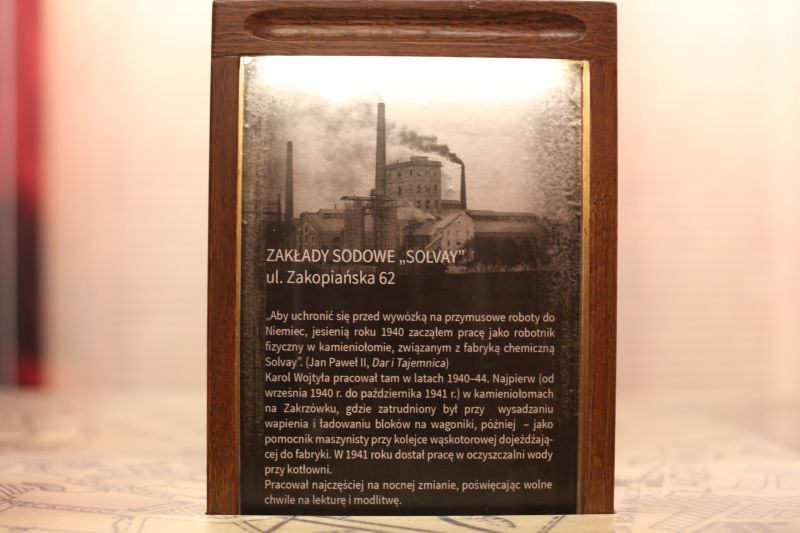 ZAKŁADY SODOWE „SOLVAY”
ul. Zakopiańska 62
„Aby uchronić się przed wywózką na przymusowe roboty do
Niemiec, jesienią roku 1940 zacząłem pracę jako robotnik
fizyczny w kamieniołomie, związanym z fabryką chemiczną
Solvay”. (Jan Paweł II, Dar i Tajemnica)
Karol Wojtyła pracował tam w latach 1940–44. Najpierw (od
września 1940 r. do października 1941 r.) w kamieniołomach
na Zakrzówku, gdzie zatrudniony był przy wysadzaniu
wapienia i ładowaniu bloków na wagoniki, później – jako
pomocnik maszynisty przy kolejce wąskotorowej dojeżdżają-
cej do fabryki. W 1941 roku dostał pracę w oczyszczalni wody
przy kotłowni.
Pracował najczęściej na nocnej zmianie, poświęcając wolne
chwile na lekturę i modlitwę.